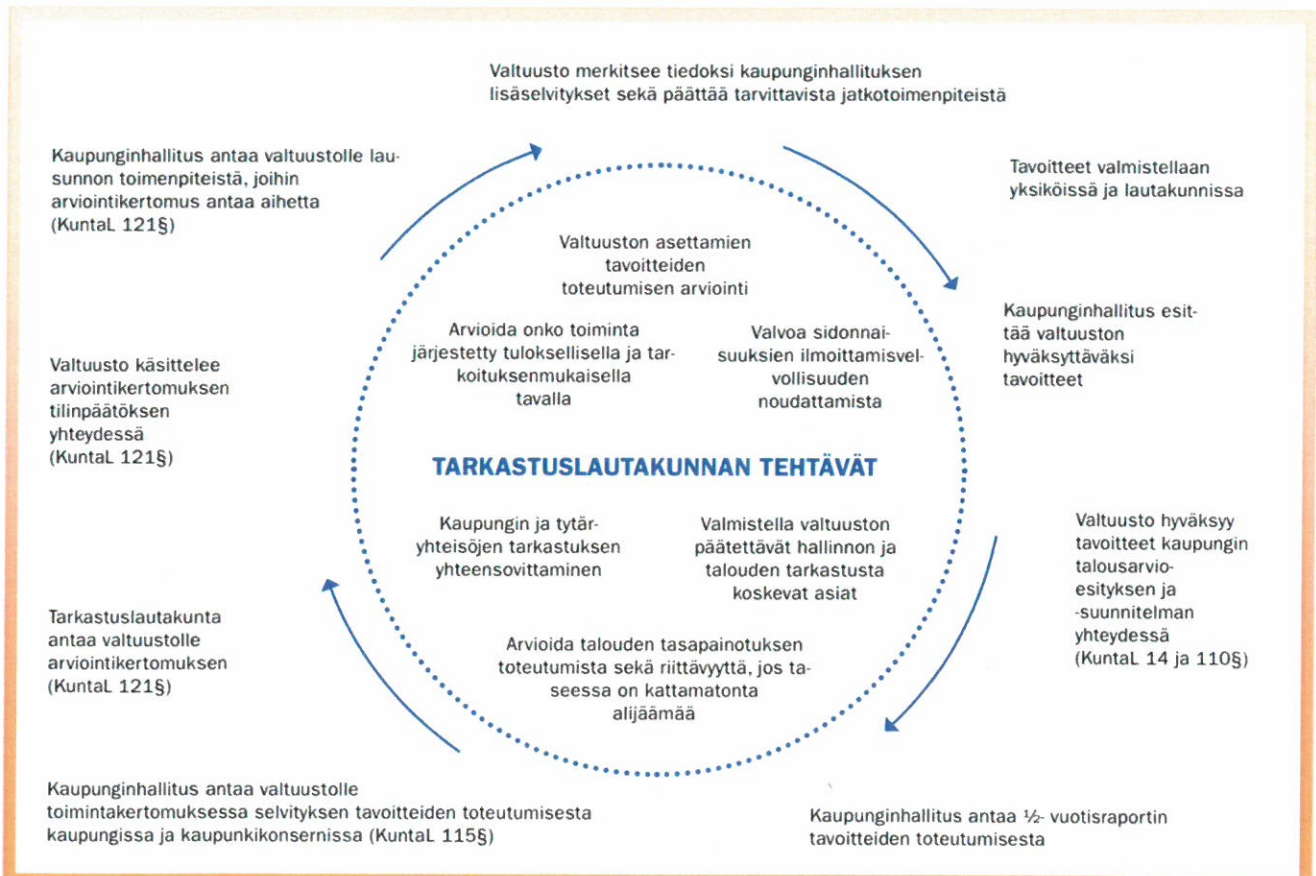 Valtuusto merkitsee tiedoksi kaupunginhallituksen
lisäselvitykset sekä päättää tarvittavista jatkotoimenpiteistä
Tavoitteet valmistellaan
yksiköissä ja lautakunnissa
Kaupunginhallitus esit-
tää valtuuston
hyväksyttäväksi
tavoitteet
Valtuusto hyväksyy
tavoitteet kaupungin
talousarvio-
esityksen ja
-suunnitelman
yhteydessä
(KuntaL 14 ja 110§)
Kaupunginhallitus antaa ½- vuotisraportin
tavoitteiden toteutumisesta
Kaupunginhallitus antaa valtuustolle
toimintakertomuksessa selvityksen tavoitteiden toteutumisesta
kaupungissa ja kaupunkikonsernissa (KuntaL 115§)
Tarkastuslautakunta
antaa valtuustolle
arviointikertomuksen
(KuntaL 121§)
Valtuusto käsittelee
arviointikertomuksen
tilinpäätöksen
yhteydessä
(KuntaL 121§)
Kaupunginhallitus antaa valtuustolle lau-
sunnon toimenpiteistä, joihin
arviointikertomus antaa aihetta
(KuntaL 121§)
Valtuuston asettamien
tavoitteiden
toteutumisen arviointi
Arvioida onko toiminta
järjestetty tuloksellisella ja tar-
koituksenmukaisella
tavalla
Valvoa sidonnai-
suuksien ilmoittamisvel-
vollisuuden
noudattamista
TARKASTUSLAUTAKUNNAN TEHTÄVÄT
Kaupungin ja tytär-
yhteisöjen tarkastuksen
yhteensovittaminen
Valmistella valtuuston
päätettävät hallinnon ja
talouden tarkastusta
koskevat asiat
Arvioida talouden tasapainotuksen
toteutumista sekä riittävyyttä, jos ta-
seessa on kattamatonta
alijäämää